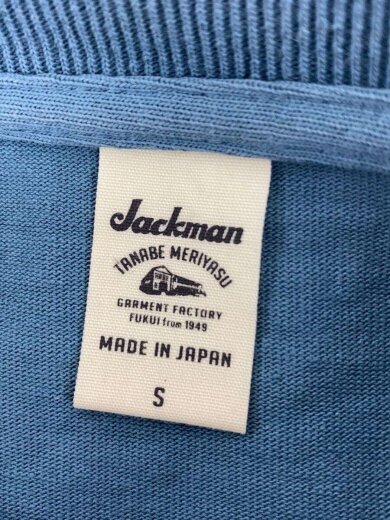 Jackman
TANABE MERIYASU
GARMENT FACTORY
FUKUI from 1949
MADE IN JAPAN
S